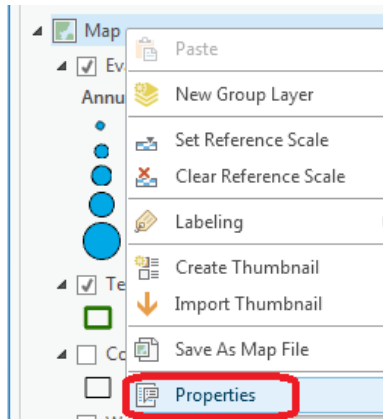 Map
Paste
Ev
New Group Layer
Annu
Set Reference Scale
Clear Reference Scale
Labeling
Create Thumbnail
Te
Import Thumbnail
Save As Map File
Co
Properties